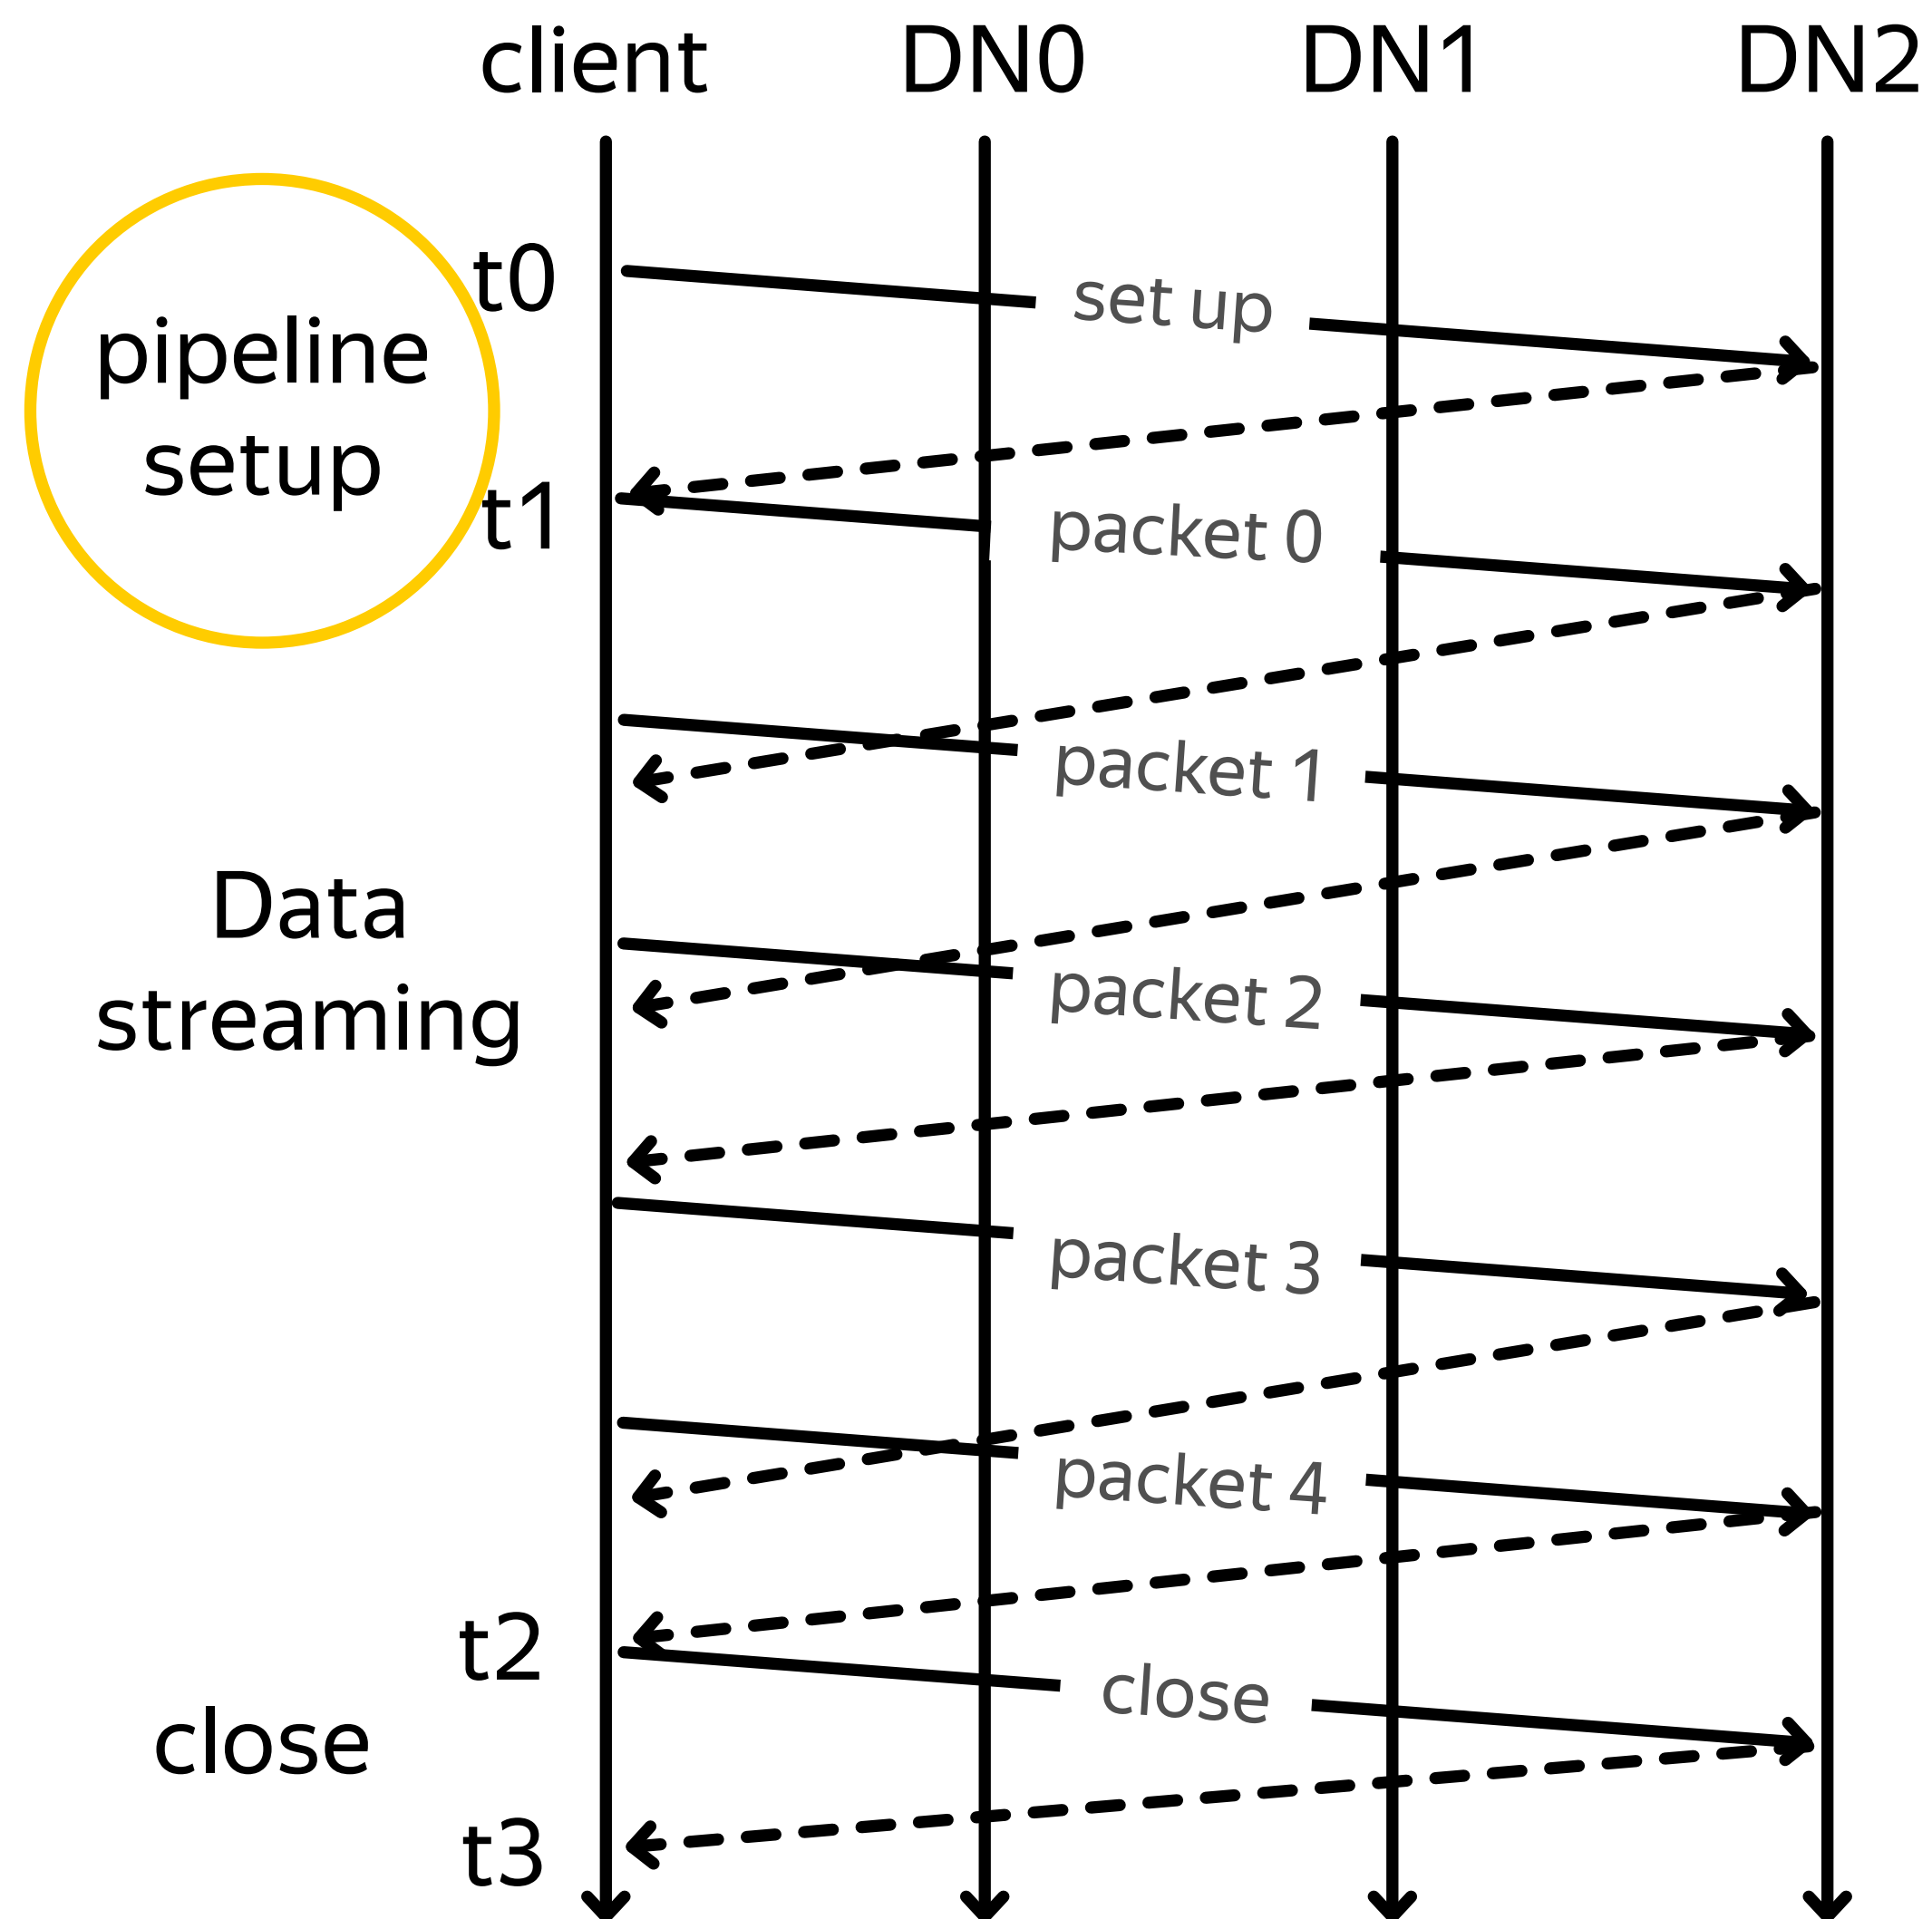 client
DN0
DN1
DN2
t0
set up
pipeline
setup
t1
packet 0
packet 1
Data
streaming
packet 2
packet 3
packet 4
t2
close
close
t3